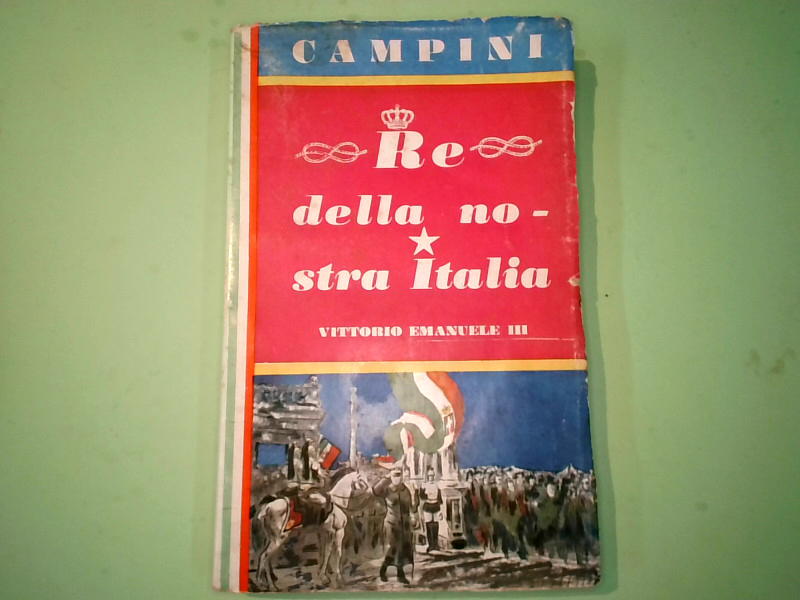 CAMPINI
Re
della no-
stra Italia
VITTORIO EMANUELE III